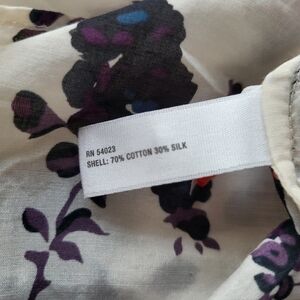 RN 54023
SHELL: 70% COTTON 30% SILK